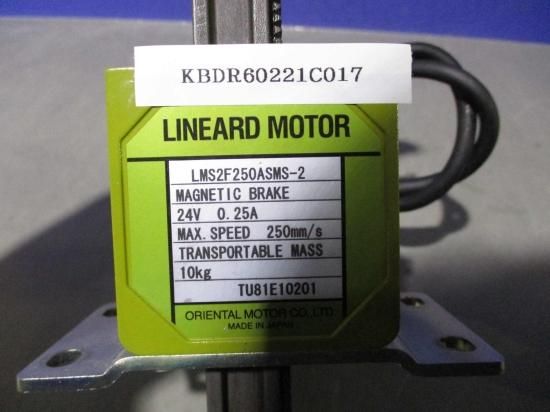 KBDR60221C017
LINEARD MOTOR
LMS2F250ASMS-2
MAGNETIC BRAKE
24V 0.25A
MAX. SPEED 250mm/s
TRANSPORTABLE MASS
10kg
TU81E10201
ORIENTAL MOTOR CO., LTD.
MADE IN JAPAN